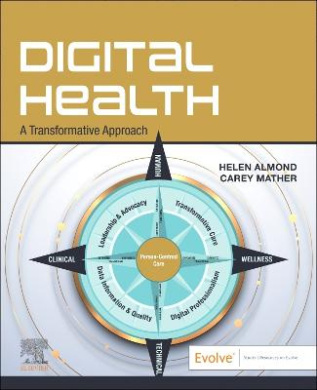 DIGITAL
HEALTH
A Transformative Approach
HELEN ALMOND
CAREY MATHER
HUMAN
Leadership & Advocacy
Transformative Care
CLINICAL
Person-Centred
Care
WELLNESS
Data Information & Quality
Digital Professionalism
TECHNICAL
ELSEVIER
Evolve